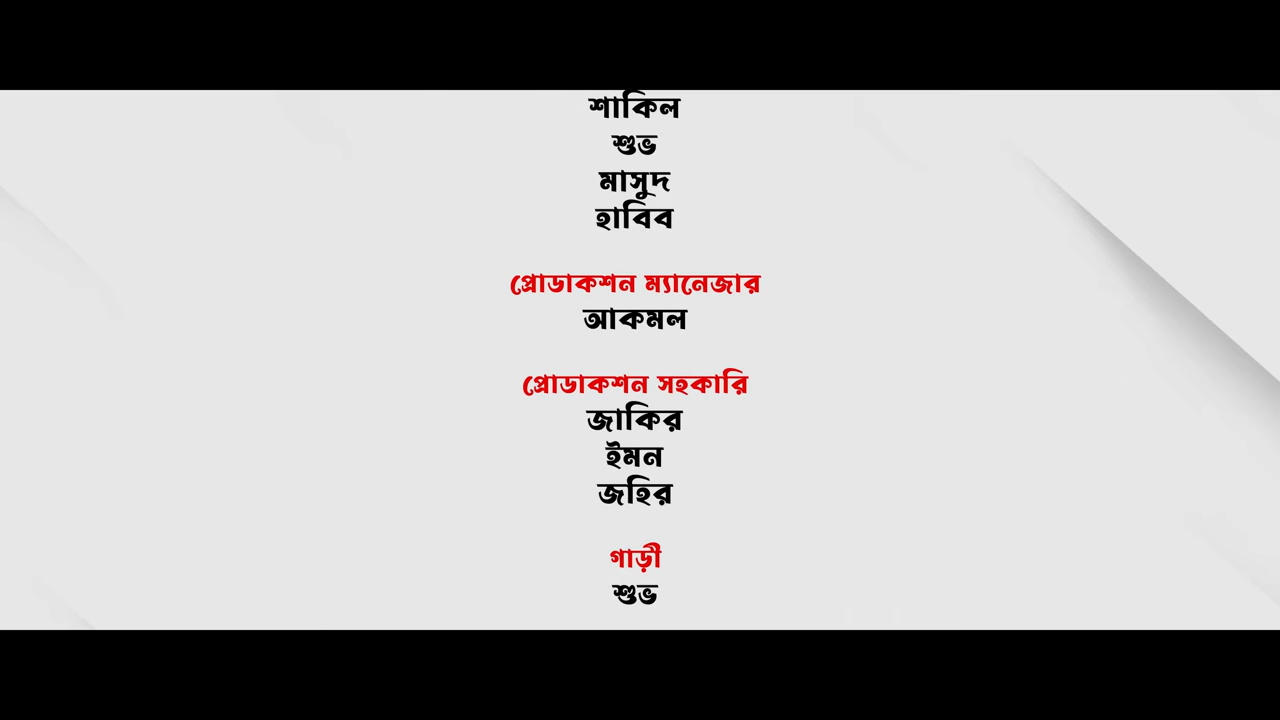 শাকিল
শুভ
মাসুদ
হাবিব
প্রোডাকশন ম্যানেজার
আকমল
প্রোডাকশন সহকারি
জাকির
ইমন
জহির
গাড়ী
শুভ